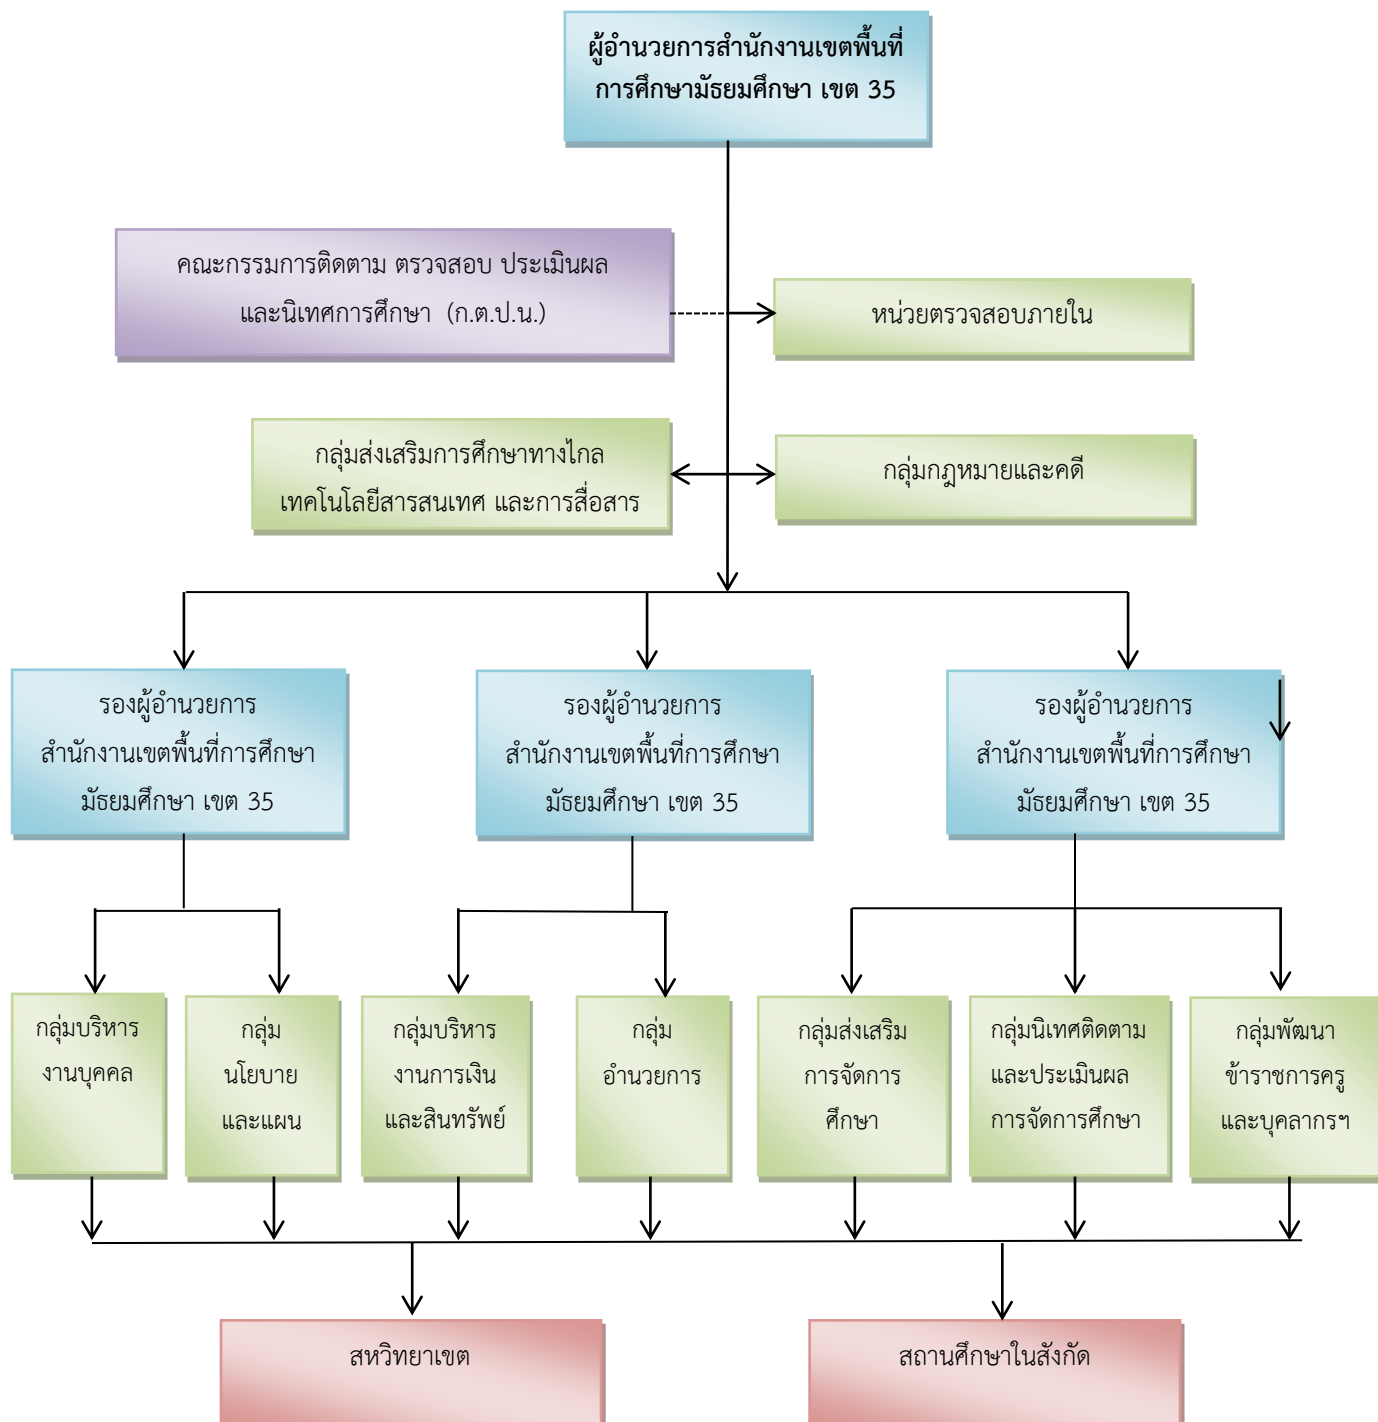 ผู้อำนวยการสำนักงานเขตพื้นที่
การศึกษามัธยมศึกษา เขต 35
คณะกรรมการติดตาม ตรวจสอบ ประเมินผล
และนิเทศการศึกษา (ก.ต.ป.น.)
หน่วยตรวจสอบภายใน
กลุ่มส่งเสริมการศึกษาทางไกล
เทคโนโลยีสารสนเทศ และการสื่อสาร
กลุ่มกฎหมายและคดี
รองผู้อำนวยการ
สำนักงานเขตพื้นที่การศึกษา
มัธยมศึกษา เขต 35
รองผู้อำนวยการ
สำนักงานเขตพื้นที่การศึกษา
มัธยมศึกษา เขต 35
รองผู้อำนวยการ
สำนักงานเขตพื้นที่การศึกษา
มัธยมศึกษา เขต 35
กลุ่มบริหาร
งานบุคคล
กลุ่ม
นโยบาย
และแผน
กลุ่มบริหาร
งานการเงิน
และสินทรัพย์
กลุ่ม
อำนวยการ
กลุ่มส่งเสริม
การจัดการ
ศึกษา
กลุ่มนิเทศติดตาม
และประเมินผล
การจัดการศึกษา
กลุ่มพัฒนา
ข้าราชการครู
และบุคลากรฯ
สหวิทยาเขต
สถานศึกษาในสังกัด